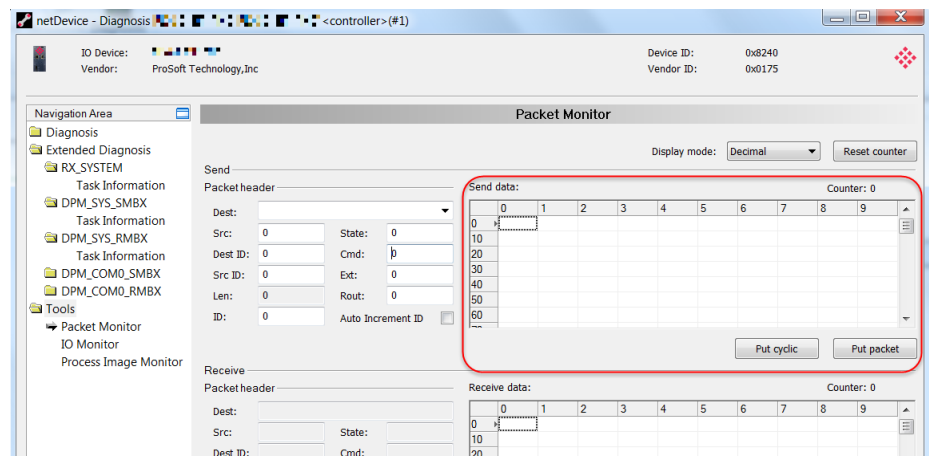 netDevice - Diagnosis <controller>(#1)
IO Device:
Device ID: 0x8240
Vendor: ProSoft Technology,Inc
Vendor ID: 0x0175
Navigation Area
Packet Monitor
Diagnosis
Extended Diagnosis
RX_SYSTEM
Task Information
DPM_SYS_SMBX
Task Information
DPM_SYS_RMBX
Task Information
DPM_COM0_SMBX
DPM_COM0_RMBX
Tools
Packet Monitor
IO Monitor
Process Image Monitor
Display mode: Decimal Reset counter
Send
Packet header
Dest:
Src: 0 State: 0
Dest ID: 0 Cmd: 0
Src ID: 0 Ext: 0
Len: 0 Rout: 0
ID: 0 Auto Increment ID
Send data: Counter: 0
0 1 2 3 4 5 6 7 8 9
0
10
20
30
40
50
60
70
Put cyclic Put packet
Receive
Packet header
Dest:
Src: State:
Dest ID: Cmd:
Receive data: Counter: 0
0 1 2 3 4 5 6 7 8 9
0
10
20